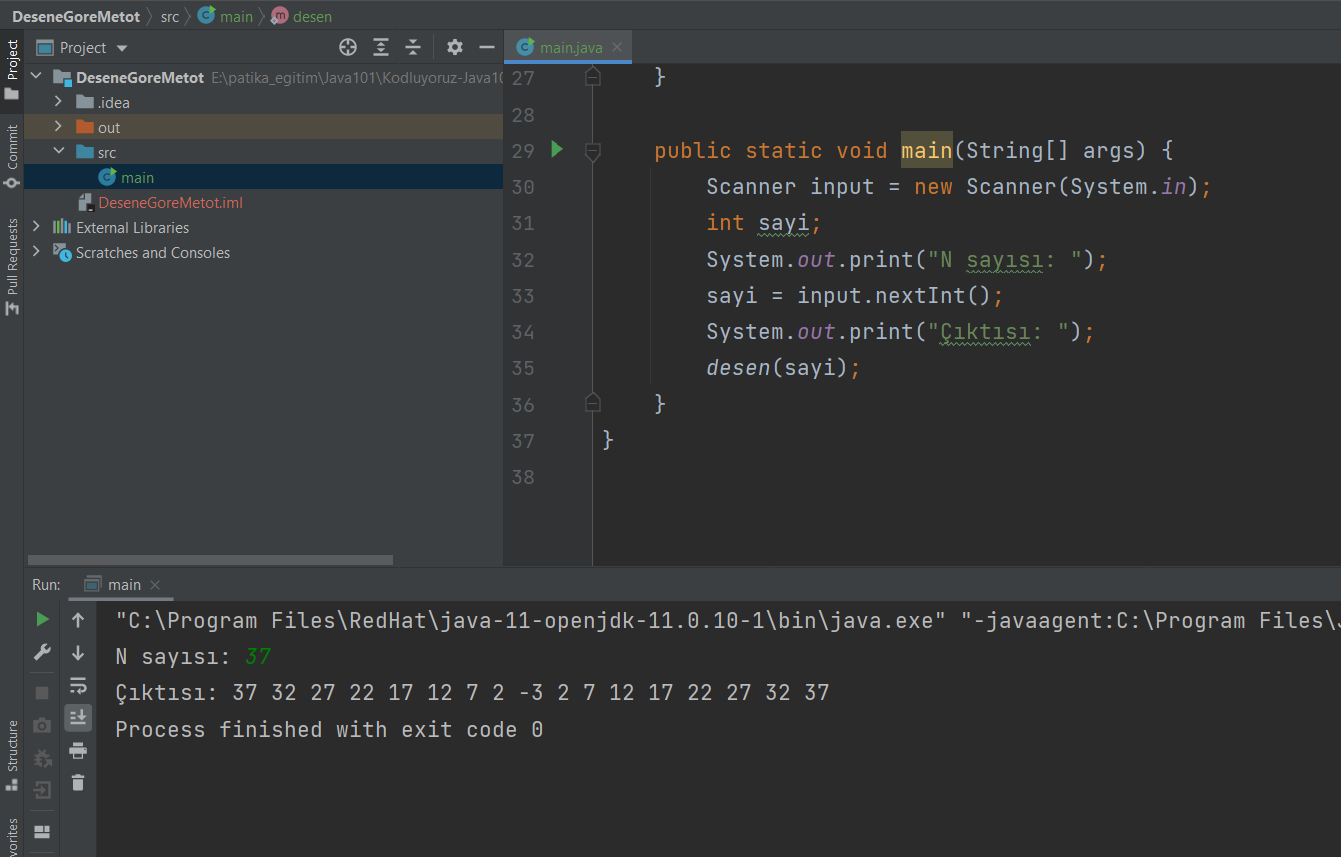 DeseneGoreMetot src main desen
Project
main.java
DeseneGoreMetot E:\patika_egitim\Java101\Kodluyoruz-Java10
.idea
out
src
main
DeseneGoreMetot.iml
External Libraries
Scratches and Consoles
Project
Commit
Pull Requests
Structure
27 }
28
29 public static void main(String[] args) {
30 Scanner input = new Scanner(System.in);
31 int sayi;
32 System.out.print("N sayısı: ");
33 sayi = input.nextInt();
34 System.out.print("Çıktısı: ");
35 desen(sayi);
36 }
37 }
38
Run: main
"C:\Program Files\RedHat\java-11-openjdk-11.0.10-1\bin\java.exe" "-javaagent:C:\Program Files\J
N sayısı: 37
Çıktısı: 37 32 27 22 17 12 7 2 -3 2 7 12 17 22 27 32 37
Process finished with exit code 0